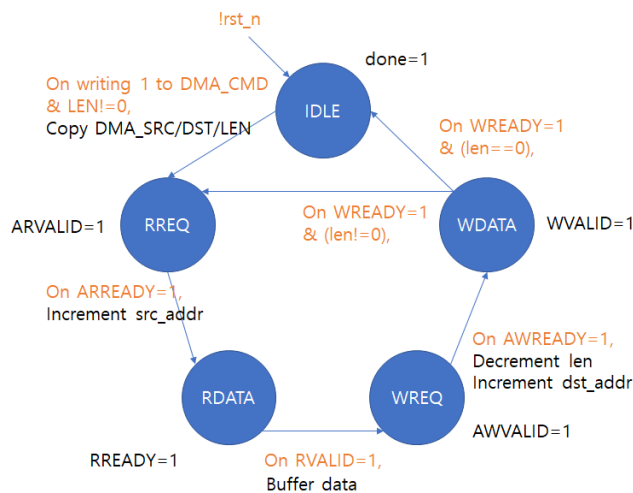 !rst_n
done=1
On writing 1 to DMA_CMD
& LEN!=0,
Copy DMA_SRC/DST/LEN
IDLE
On WREADY=1
& (len==0),
ARVALID=1
RREQ
On WREADY=1
& (len!=0),
WDATA
WVALID=1
On ARREADY=1,
Increment src_addr
On AWREADY=1,
Decrement len
Increment dst_addr
RDATA
WREQ
RREADY=1
On RVALID=1,
Buffer data
AWVALID=1